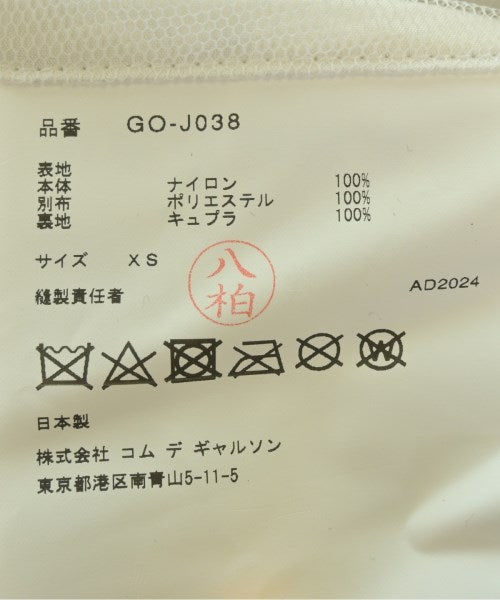 品番 GO-J038
表地
本体 ナイロン 100%
別布 ポリエステル 100%
裏地 キュプラ 100%
サイズ XS
縫製責任者
八柏
AD2024
W
日本製
株式会社 コム デ ギャルソン
東京都港区南青山5-11-5